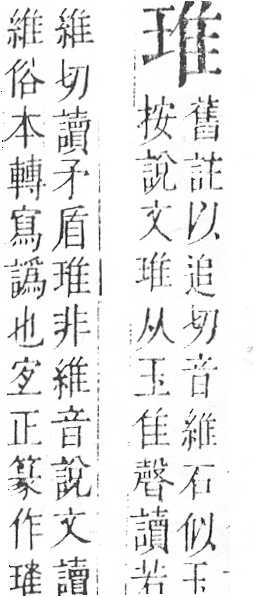 琟
舊註以追切音維石似玉
按說文琟从玉隹聲讀若
維切讀矛盾琟非維音說文讀
維俗本轉寫譌也㝎正篆作